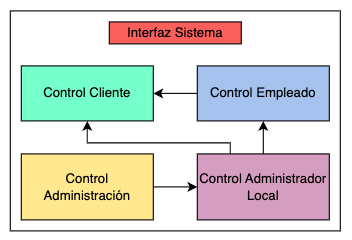 Interfaz Sistema
Control Cliente
Control Empleado
Control
Administración
Control Administrador
Local